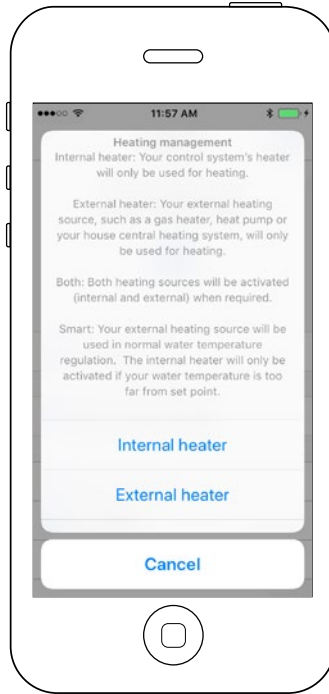 11:57 AM
Heating management
Internal heater: Your control system's heater
will only be used for heating.
External heater: Your external heating
source, such as a gas heater, heat pump or
your house central heating system, will only
be used for heating.
Both: Both heating sources will be activated
(internal and external) when required.
Smart: Your external heating source will be
used in normal water temperature
regulation. The internal heater will only be
activated if your water temperature is too
far from set point.
Internal heater
External heater
Cancel